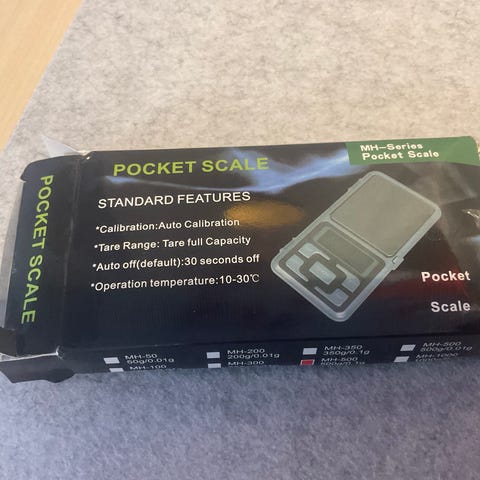 POCKET SCALE
POCKET SCALE
MH-Series
Pocket Scale
STANDARD FEATURES
*Calibration:Auto Calibration
*Tare Range: Tare full Capacity
*Auto off(default):30 seconds off
*Operation temperature:10-30℃
Pocket
Scale
MH-50
50g/0.01g
MH-200
200g/0.01g
MH-350
350g/0.1g
MH-500
500g/0.01g
MH-100
MH-300
MH-500
500g/0.1g
MH-1000